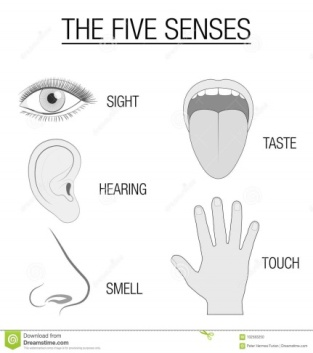 THE FIVE SENSES
SIGHT
TASTE
HEARING
TOUCH
SMELL
Download from
Dreamstime.com